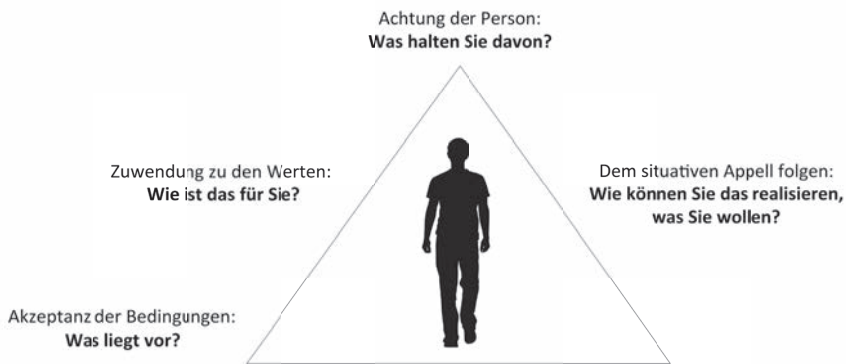 Achtung der Person:
Was halten Sie davon?
Zuwendung zu den Werten:
Wie ist das für Sie?
Dem situativen Appell folgen:
Wie können Sie das realisieren,
was Sie wollen?
Akzeptanz der Bedingungen:
Was liegt vor?